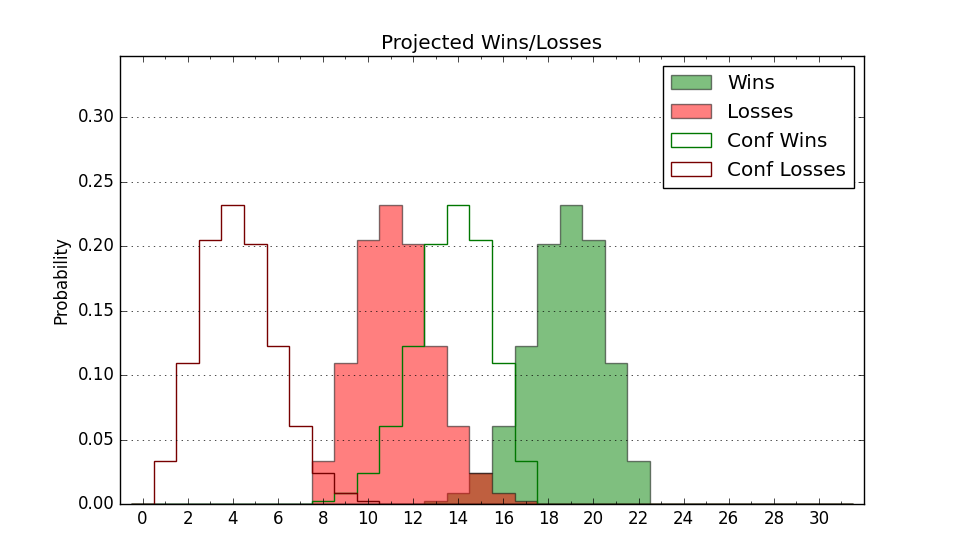 Projected Wins/Losses
Wins
Losses
Conf Wins
Conf Losses
Probability
0.30
0.25
0.20
0.15
0.10
0.05
0.00
0 2 4 6 8 10 12 14 16 18 20 22 24 26 28 30